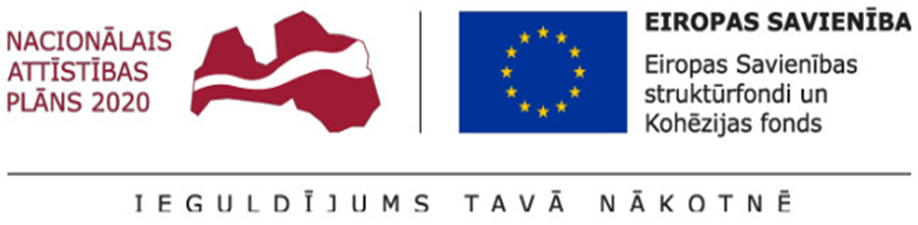 NACIONĀLAIS
ATTĪSTĪBAS
PLĀNS 2020
EIROPAS SAVIENĪBA
Eiropas Savienības
struktūrfondi un
Kohēzijas fonds
IEGULDĪJUMS TAVĀ NĀKOTNĒ